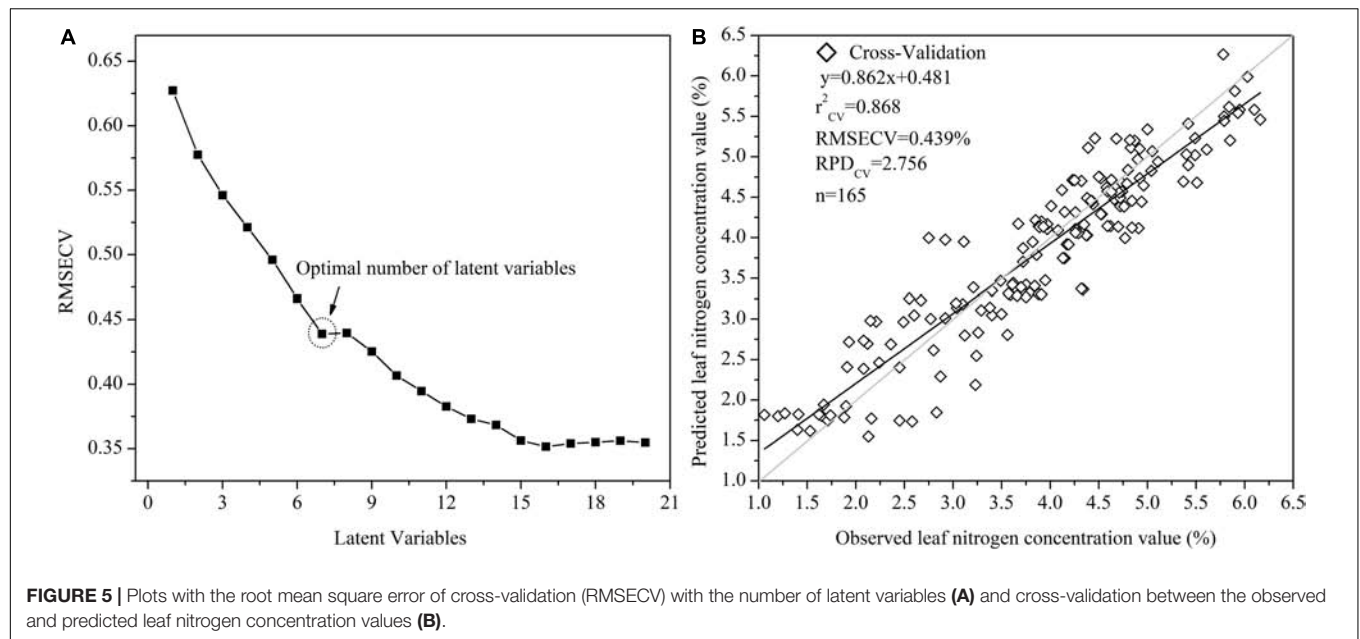 A
0.65
0.60
0.55
0.50
0.45
0.40
0.35
RMSECV
Optimal number of latent variables
0 3 6 9 12 15 18 21
Latent Variables
B
6.5
6.0
5.5
5.0
4.5
4.0
3.5
3.0
2.5
2.0
1.5
1.0
Predicted leaf nitrogen concentration value (%)
Cross-Validation
y=0.862x+0.481
r²CV=0.868
RMSECV=0.439%
RPDCV=2.756
n=165
1.0 1.5 2.0 2.5 3.0 3.5 4.0 4.5 5.0 5.5 6.0 6.5
Observed leaf nitrogen concentration value (%)
FIGURE 5 | Plots with the root mean square error of cross-validation (RMSECV) with the number of latent variables (A) and cross-validation between the observed
and predicted leaf nitrogen concentration values (B).